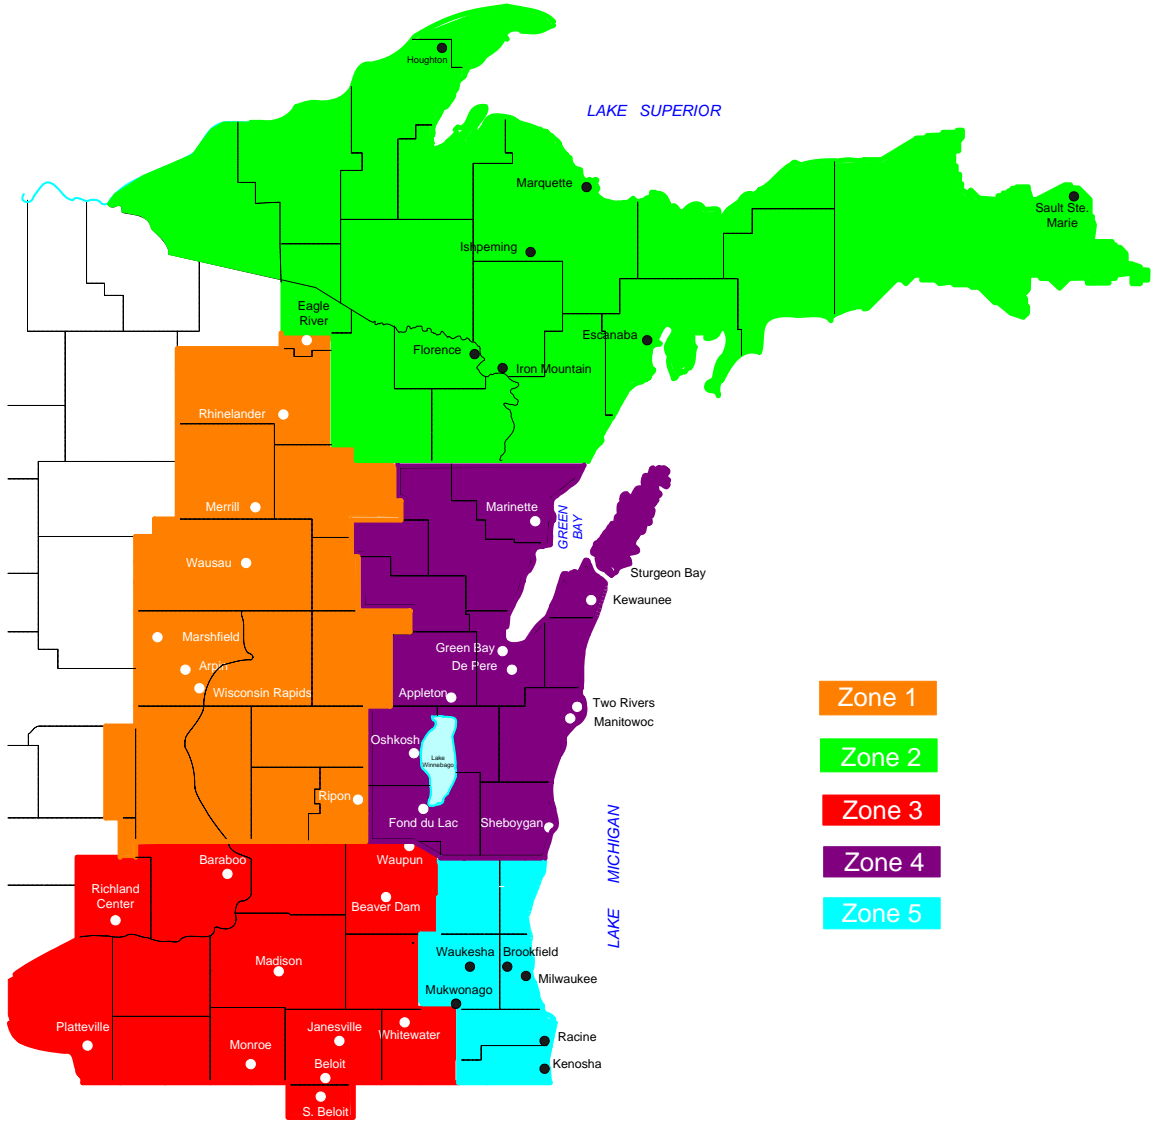 Houghton
LAKE SUPERIOR
Marquette
Sault Ste.
Marie
Ishpeming
Eagle
River
Escanaba
Florence
Iron Mountain
Rhinelander
Merrill
Marinette
GREEN
BAY
Wausau
Sturgeon Bay
Kewaunee
Marshfield
Green Bay
Arpin
De Pere
Wisconsin Rapids
Appleton
Two Rivers
Manitowoc
Zone 1
Oshkosh
Lake
Winnebago
Zone 2
Ripon
Fond du Lac
Sheboygan
Zone 3
LAKE MICHIGAN
Baraboo
Waupun
Zone 4
Richland
Center
Beaver Dam
Zone 5
Waukesha
Brookfield
Madison
Milwaukee
Mukwonago
Platteville
Janesville
Whitewater
Racine
Monroe
Beloit
Kenosha
S. Beloit